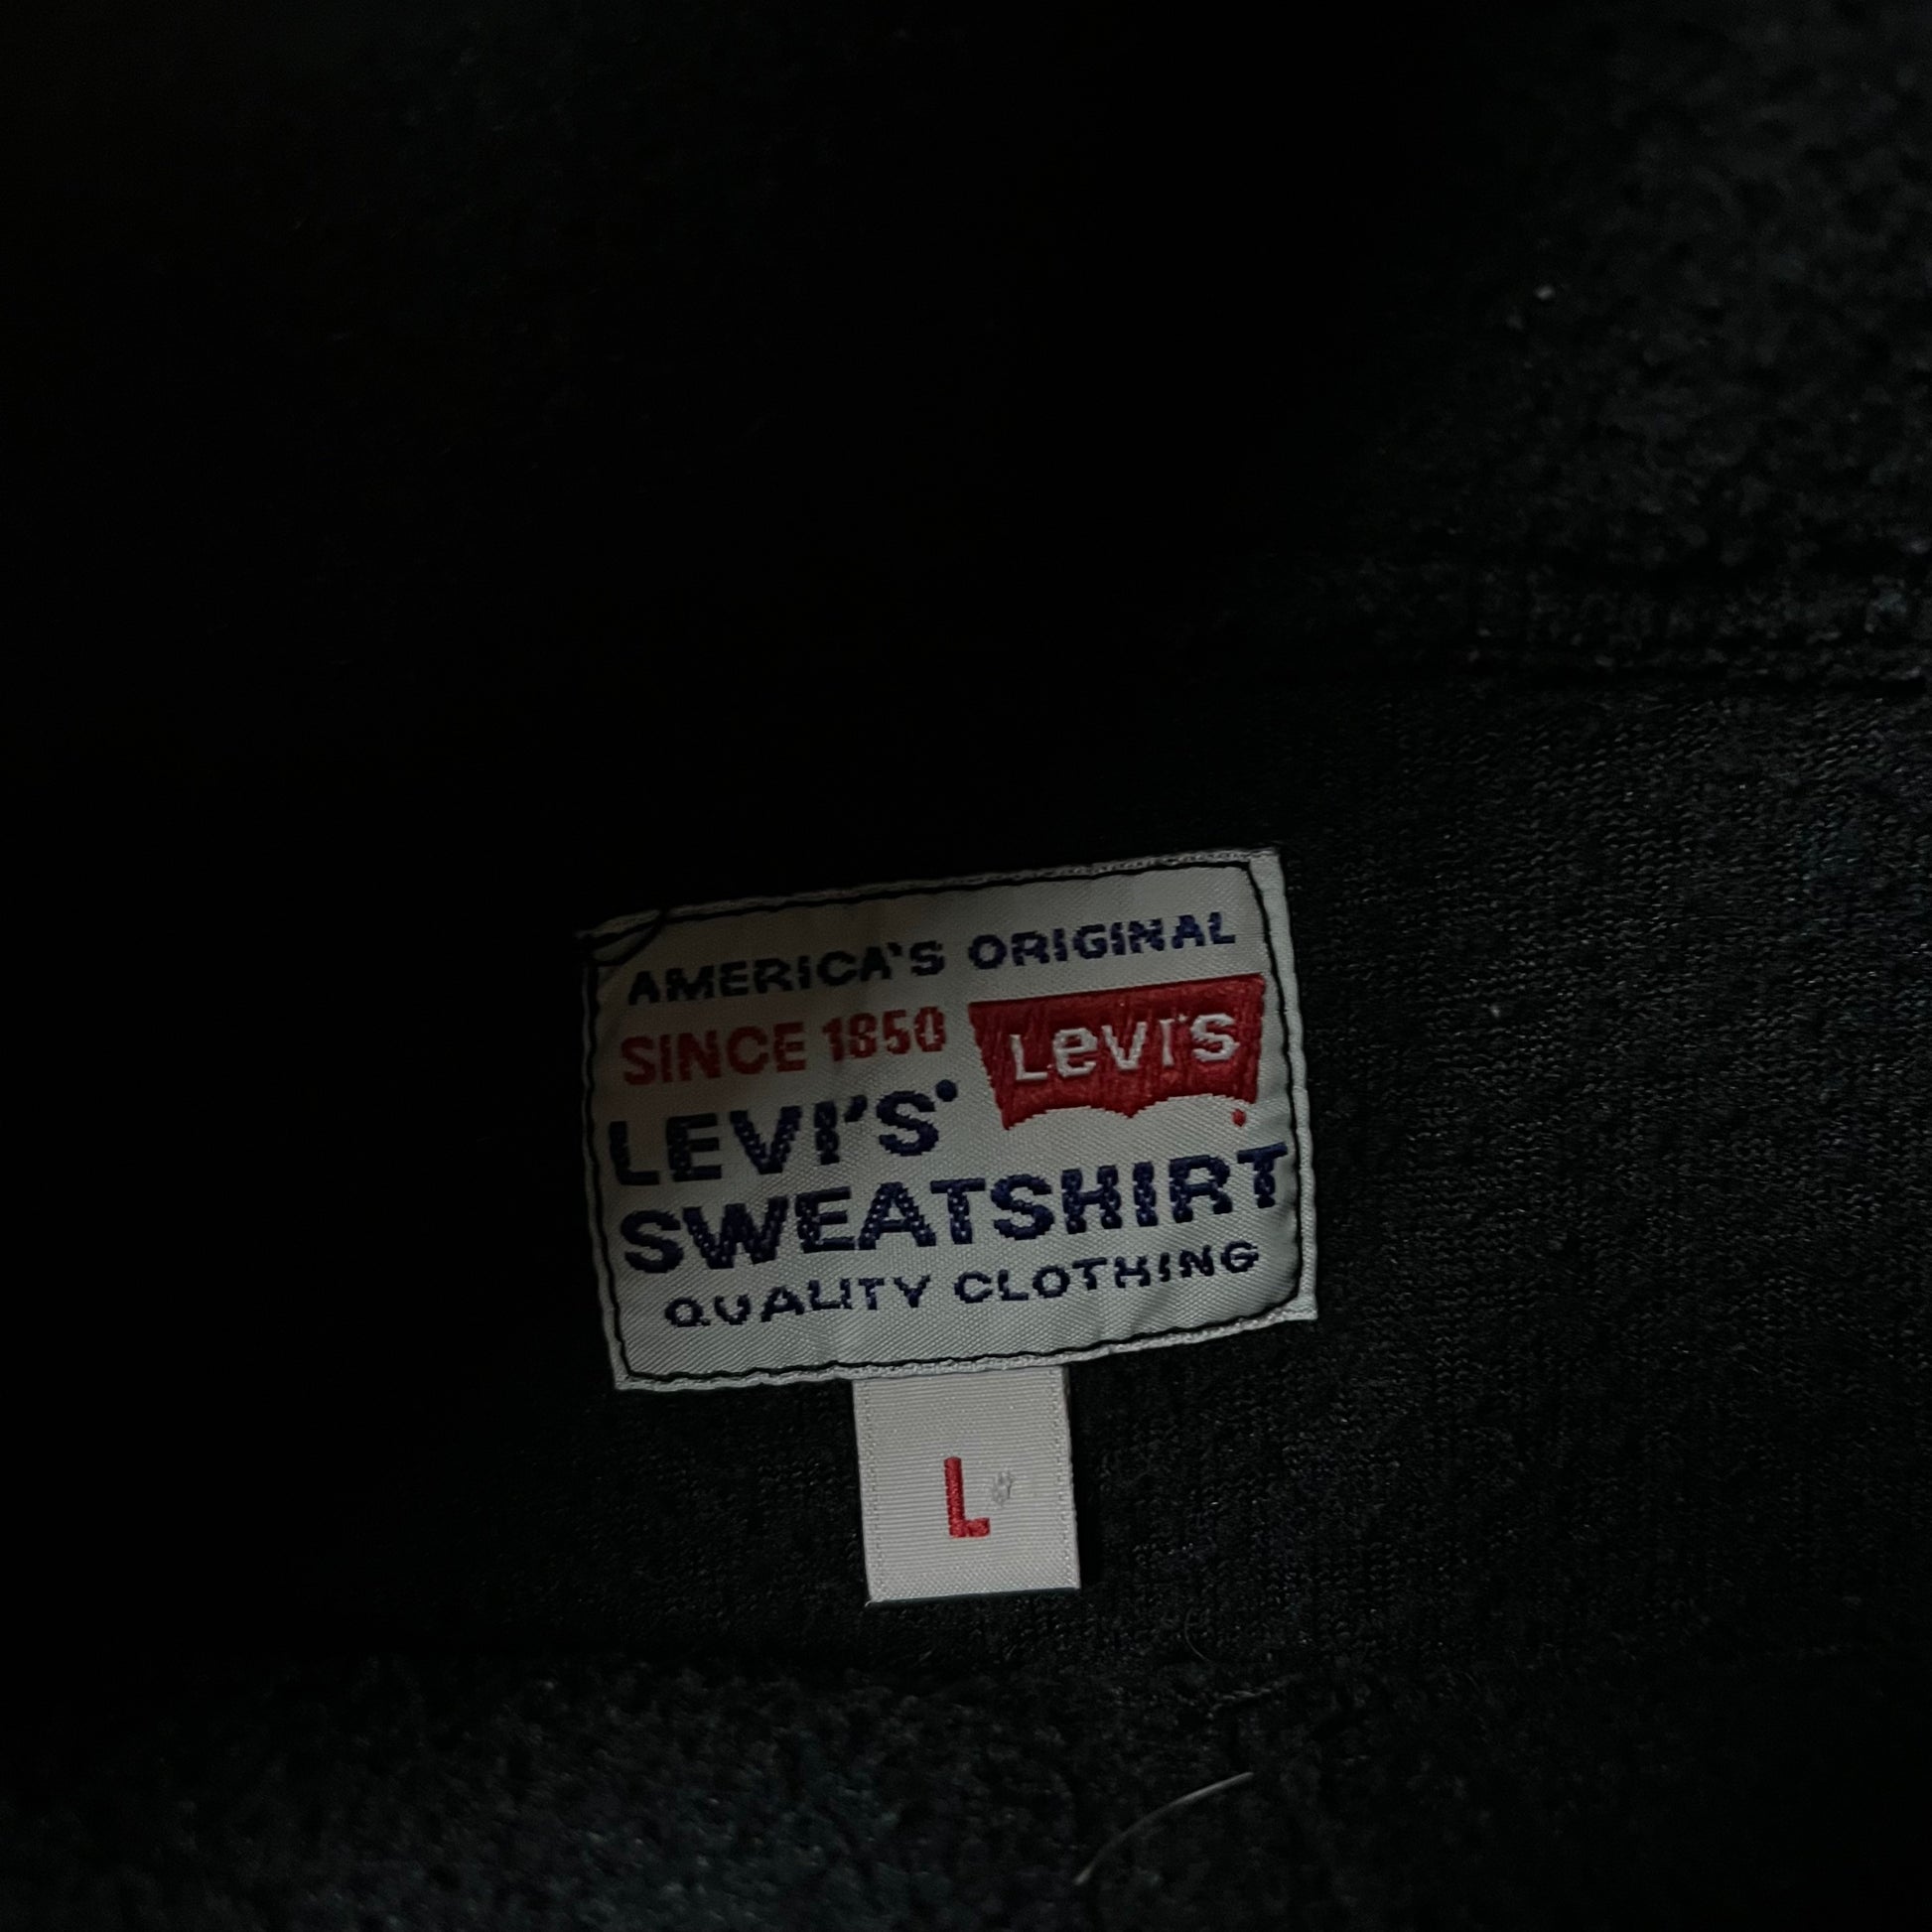 AMERICA'S ORIGINAL
SINCE 1850
Levi's
LEVI'S
SWEATSHIRT
QUALITY CLOTHING
L